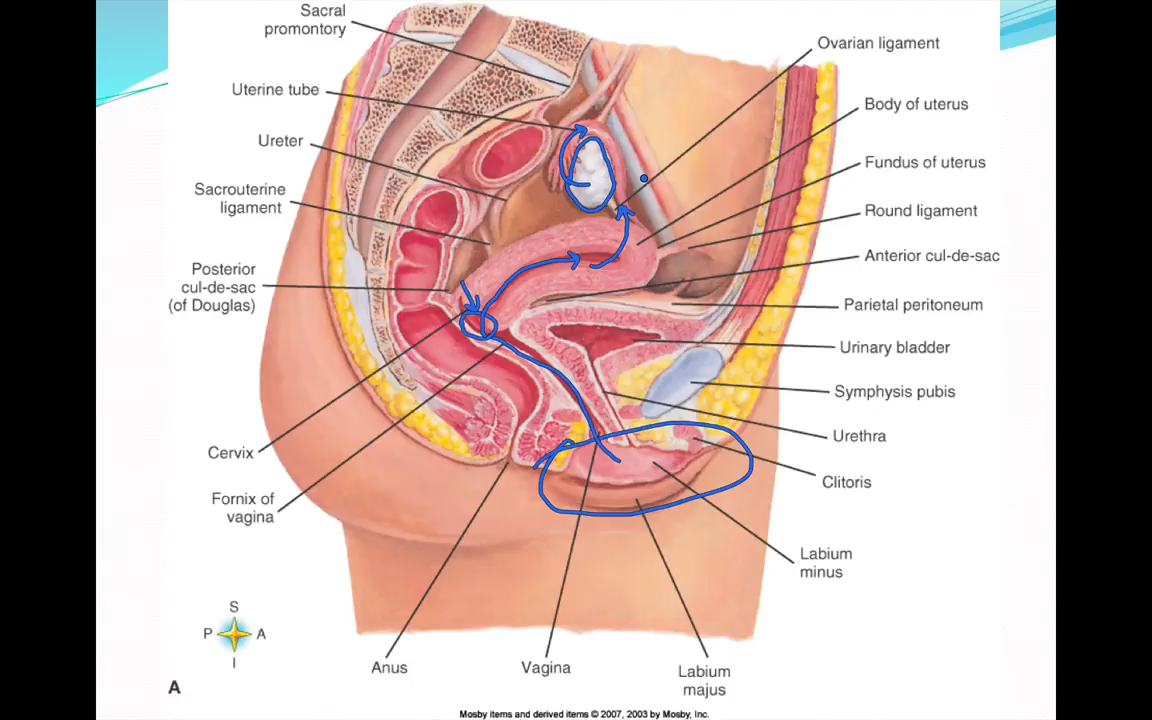 Sacral
promontory
Uterine tube
Ureter
Sacrouterine
ligament
Posterior
cul-de-sac
(of Douglas)
Cervix
Fornix of
vagina
Ovarian ligament
Body of uterus
Fundus of uterus
Round ligament
Anterior cul-de-sac
Parietal peritoneum
Urinary bladder
Symphysis pubis
Urethra
Clitoris
Labium
minus
S
P A
I
Anus
Vagina
Labium
majus
A
Mosby items and derived items © 2007, 2003 by Mosby, Inc.